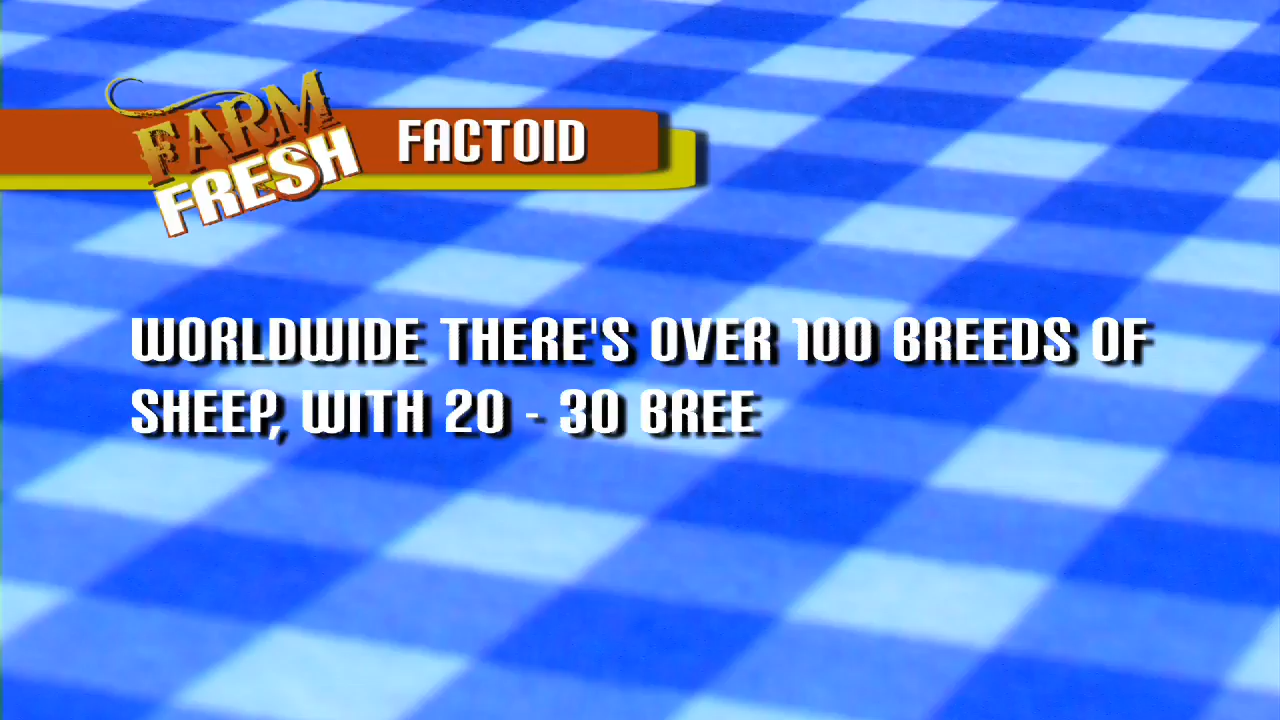 FARM
FRESH
FACTOID
WORLDWIDE THERE'S OVER 100 BREEDS OF
SHEEP, WITH 20 - 30 BREE